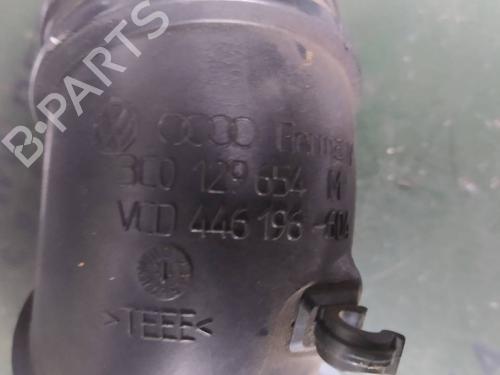 B-PARTS
Germany
3C0 129 654 M
VCD 446 196
>TEEE<